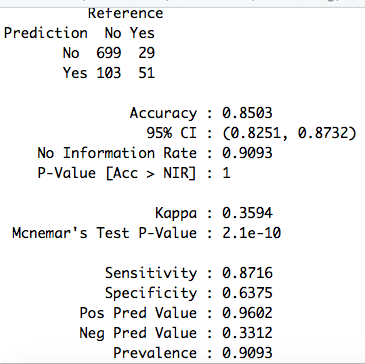 Reference
Prediction No Yes
No 699 29
Yes 103 51
Accuracy : 0.8503
95% CI : (0.8251, 0.8732)
No Information Rate : 0.9093
P-Value [Acc > NIR] : 1
Kappa : 0.3594
Mcnemar's Test P-Value : 2.1e-10
Sensitivity : 0.8716
Specificity : 0.6375
Pos Pred Value : 0.9602
Neg Pred Value : 0.3312
Prevalence : 0.9093